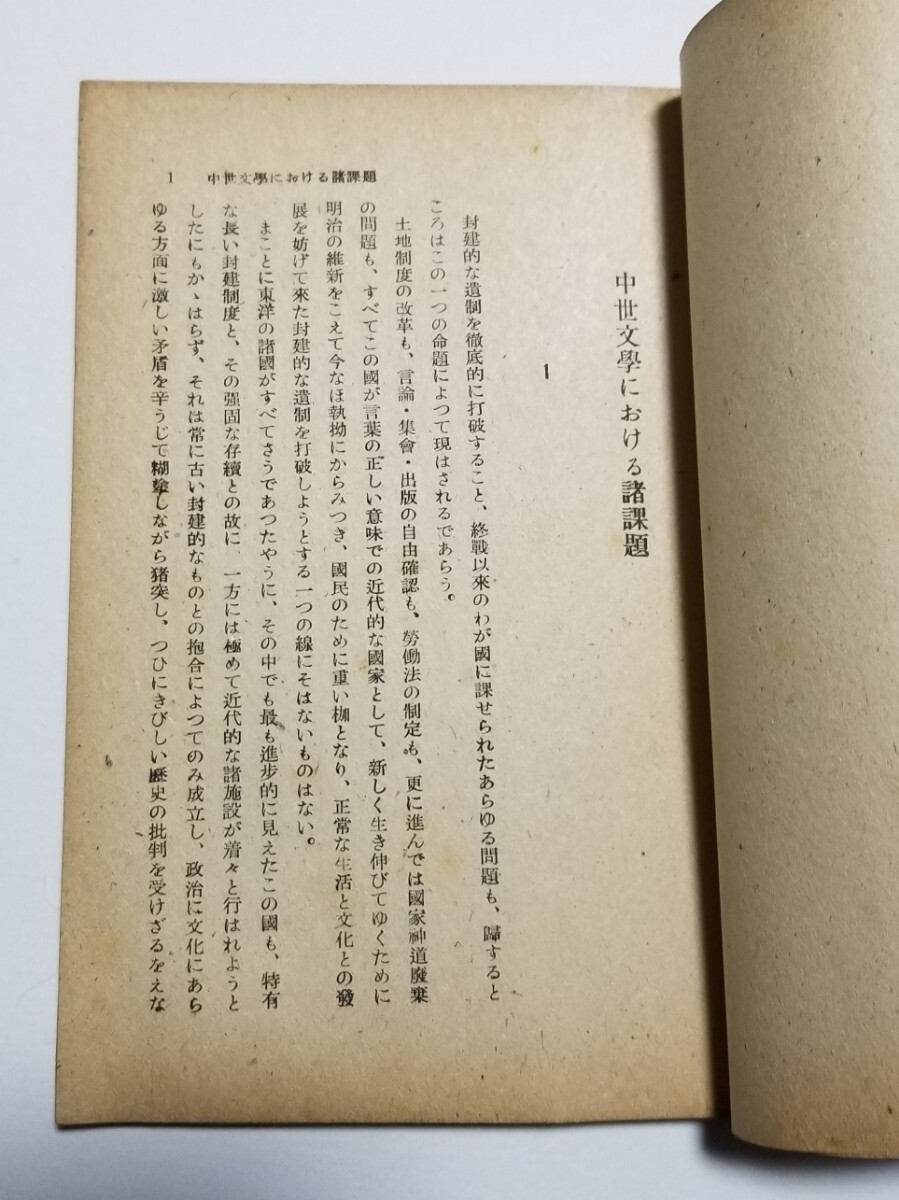 1 中世文學における諸課題
中世文學における諸課題
1
封建的な遺制を徹底的に打破すること、終戰以來のわが國に課せられたあらゆる問題も、歸すると
ころはこの一つの命題によつて現はされるであらう。
土地制度の改革も、言論・集會・出版の自由確認も、勞働法の制定も、更に進んでは國家神道廢棄
の問題も、すべてこの國が言葉の正しい意味での近代的な國家として、新しく生き伸びてゆくために
明治の維新をこえて今なほ執拗にからみつき、國民のために重い枷となり、正常な生活と文化との發
展を妨げて來た封建的な遺制を打破しようとする一つの線にそはないものはない。
まことに東洋の諸國がすべてさうであつたやうに、その中でも最も進步的に見えたこの國も、特有
な長い封建制度と、その强固な存續との故に、一方には極めて近代的な諸施設が着々と行はれようと
したにもかゝはらず、それは常に古い封建的なものとの抱合によつてのみ成立し、政治に文化にあら
ゆる方面に激しい矛盾を辛うじて糊塗しながら猪突し、つひにきびしい歷史の批判を受けざるをえな